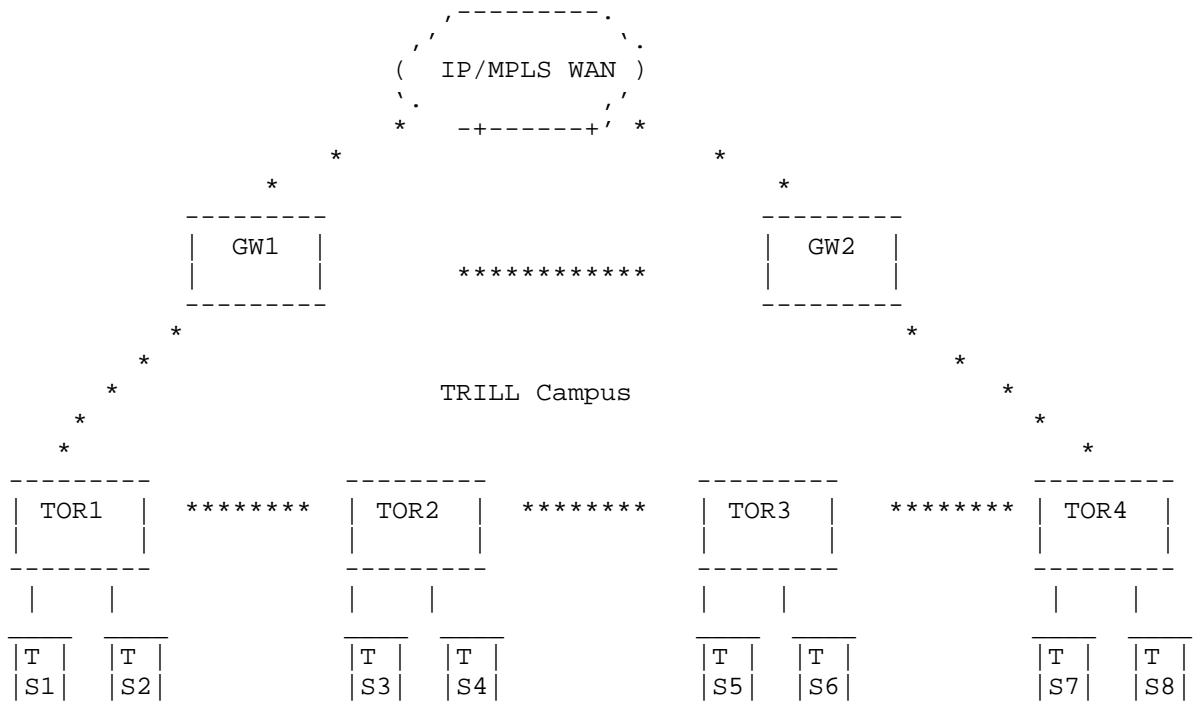 IP/MPLS WAN
GW1 GW2
TRILL Campus
TOR1 TOR2 TOR3 TOR4
T T T T T T T T
S1 S2 S3 S4 S5 S6 S7 S8